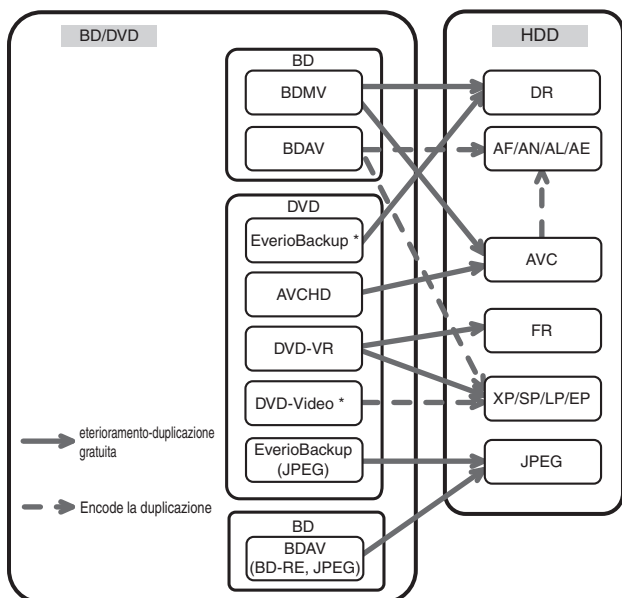 BD/DVD
HDD
BD
BDMV
BDAV
DVD
EverioBackup *
AVCHD
DVD-VR
DVD-Video *
EverioBackup
(JPEG)
BD
BDAV
(BD-RE, JPEG)
DR
AF/AN/AL/AE
AVC
FR
XP/SP/LP/EP
JPEG
eterioramento-duplicazione
gratuita
Encode la duplicazione